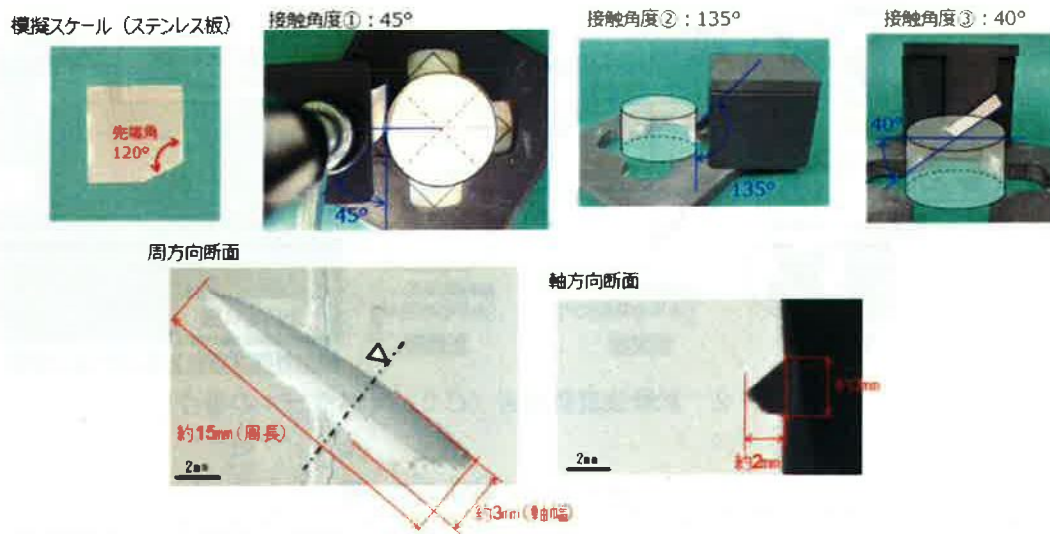 模擬スケール（ステンレス板）
接触角度①：45°
接触角度②：135°
接触角度③：40°
先端角
120°
45°
135°
40°
周方向断面
軸方向断面
約15mm（周長）
2mm
約3mm（軸幅）
2mm
約2mm